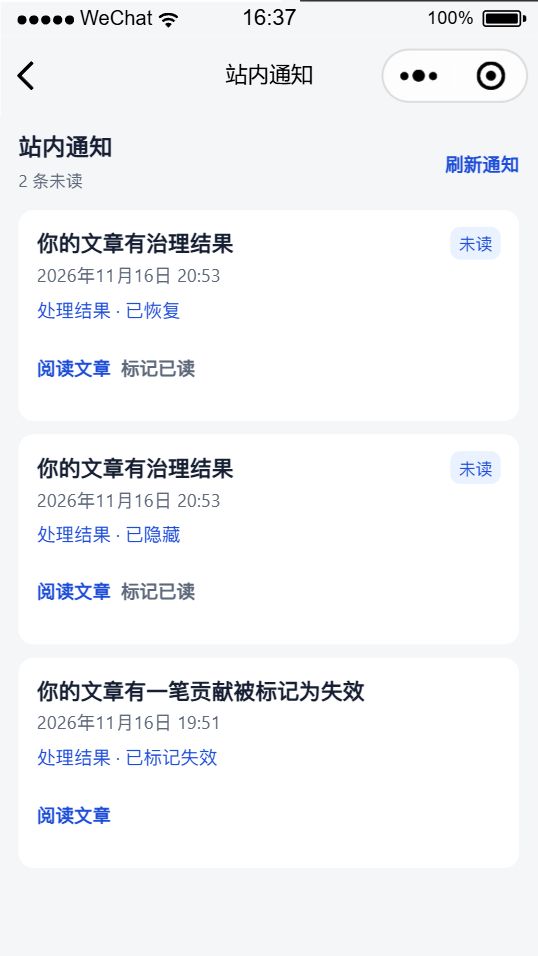 WeChat 16:37 100%
站内通知
站内通知
刷新通知
2 条未读
你的文章有治理结果 未读
2026年11月16日 20:53
处理结果 · 已恢复
阅读文章 标记已读
你的文章有治理结果 未读
2026年11月16日 20:53
处理结果 · 已隐藏
阅读文章 标记已读
你的文章有一笔贡献被标记为失效
2026年11月16日 19:51
处理结果 · 已标记失效
阅读文章